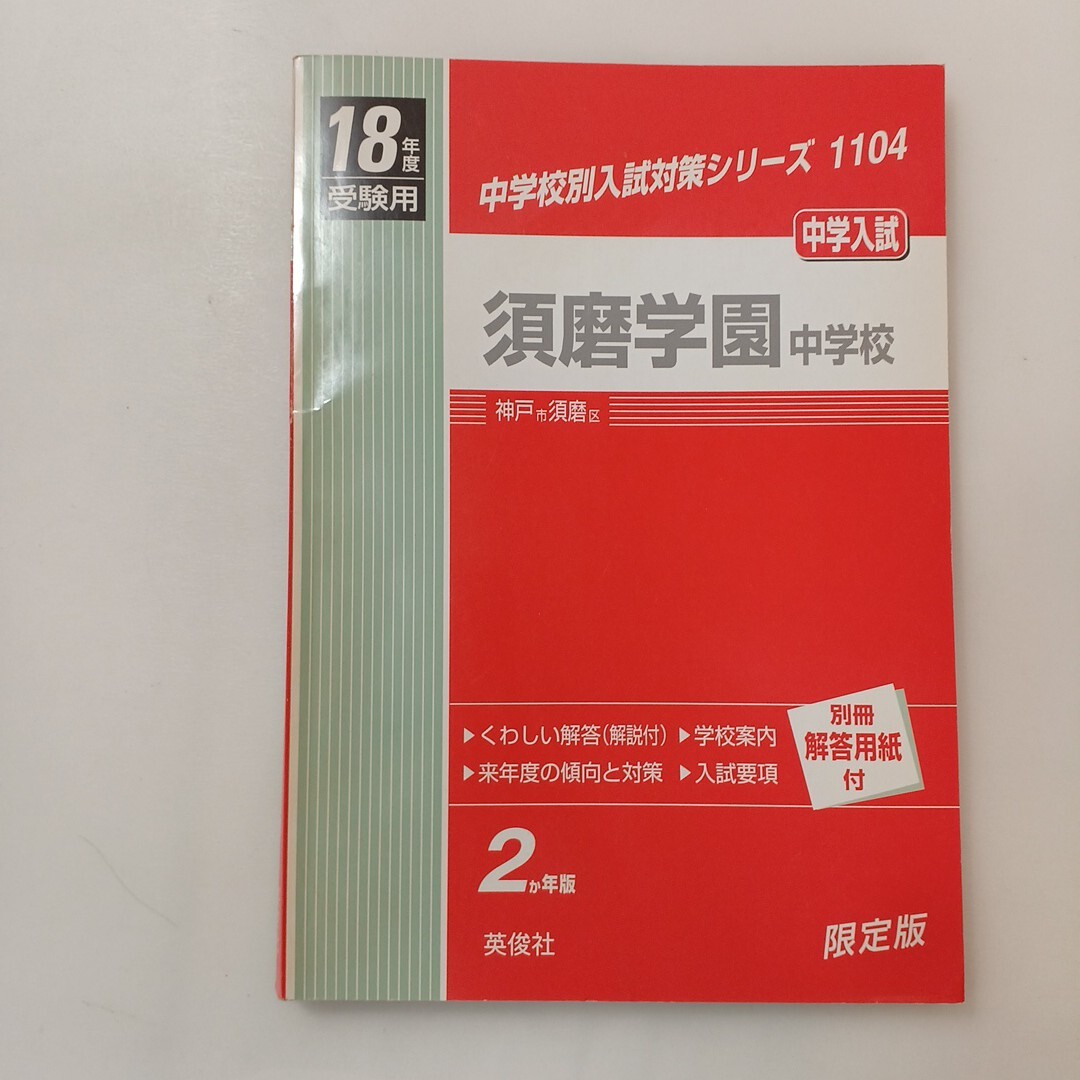 18年度
受験用
中学校別入試対策シリーズ 1104
中学入試
須磨学園 中学校
神戸市須磨区
▶くわしい解答(解説付) ▶学校案内
▶来年度の傾向と対策 ▶入試要項
別冊
解答用紙
付
2か年版
英俊社
限定版